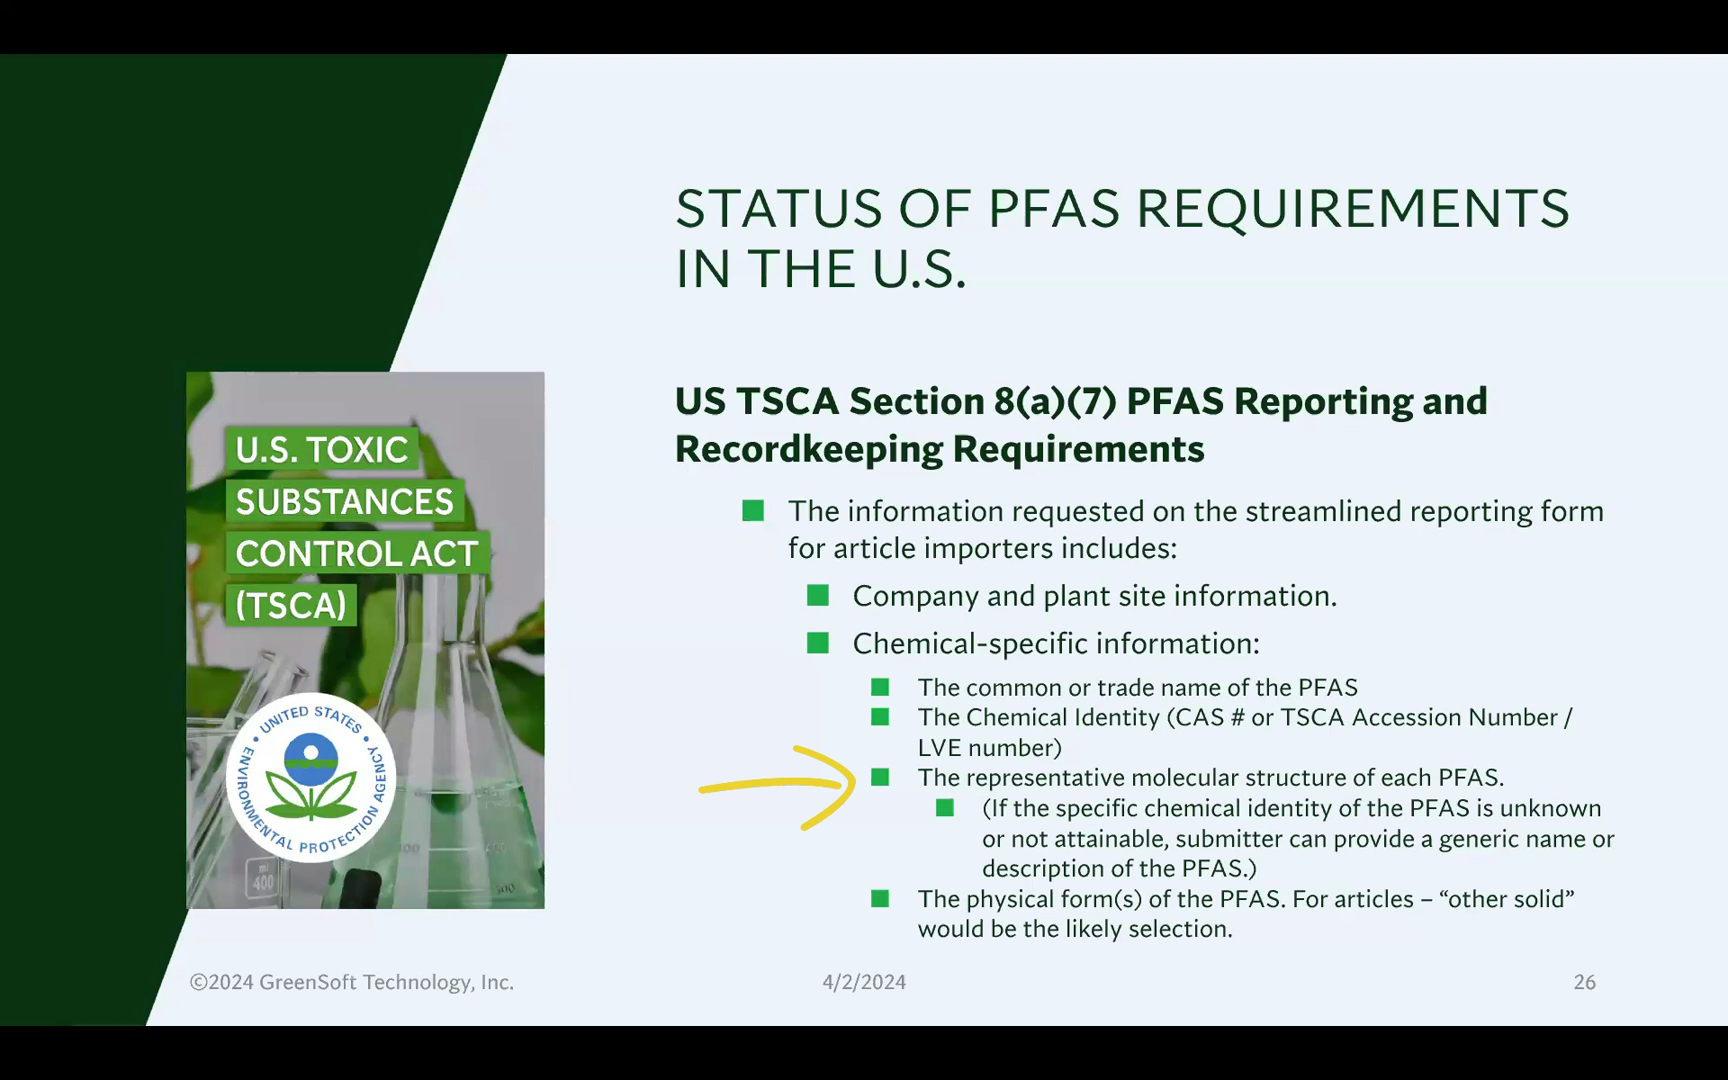 STATUS OF PFAS REQUIREMENTS
IN THE U.S.
U.S. TOXIC
SUBSTANCES
CONTROL ACT
(TSCA)
• UNITED STATES •
ENVIRONMENTAL PROTECTION AGENCY
ml
400
400
500
US TSCA Section 8(a)(7) PFAS Reporting and
Recordkeeping Requirements
The information requested on the streamlined reporting form
for article importers includes:
Company and plant site information.
Chemical-specific information:
The common or trade name of the PFAS
The Chemical Identity (CAS # or TSCA Accession Number /
LVE number)
The representative molecular structure of each PFAS.
(If the specific chemical identity of the PFAS is unknown
or not attainable, submitter can provide a generic name or
description of the PFAS.)
The physical form(s) of the PFAS. For articles – “other solid”
would be the likely selection.
©2024 GreenSoft Technology, Inc.
4/2/2024
26